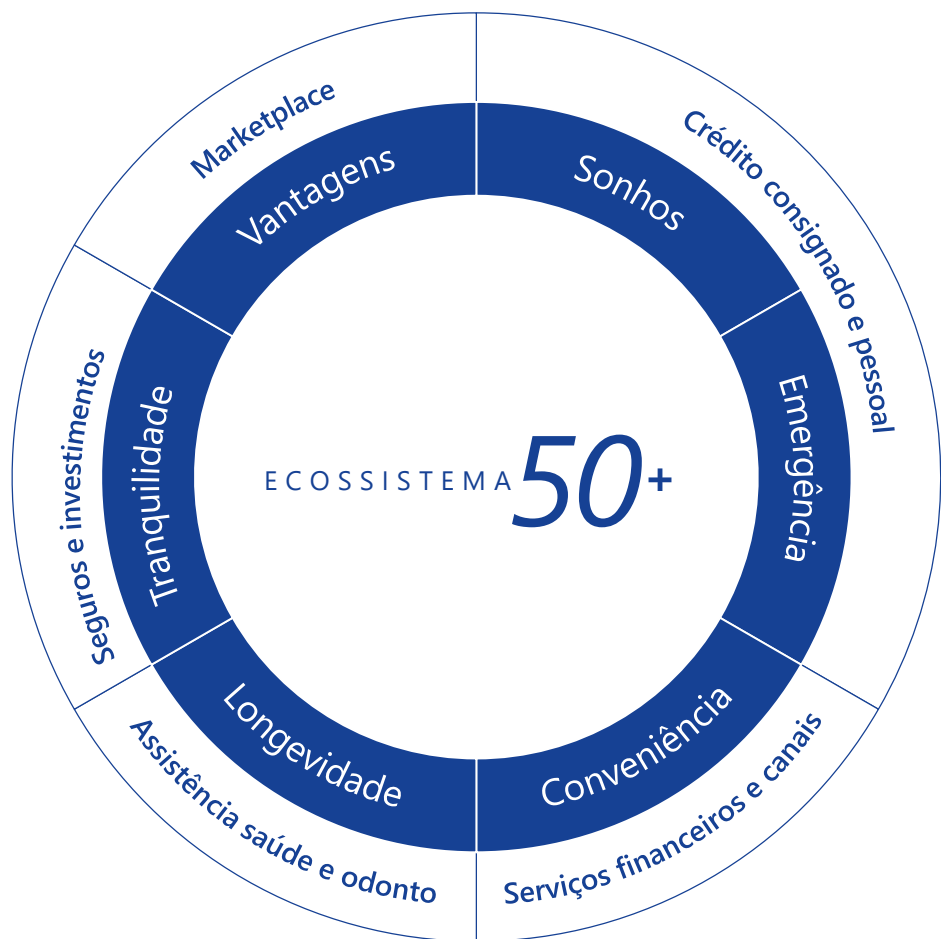 Marketplace
Vantagens
Sonhos
Crédito consignado e pessoal
Emergência
Conveniência
Serviços financeiros e canais
Longevidade
Assistência saúde e odonto
Tranquilidade
Seguros e investimentos
ECOSSISTEMA 50+